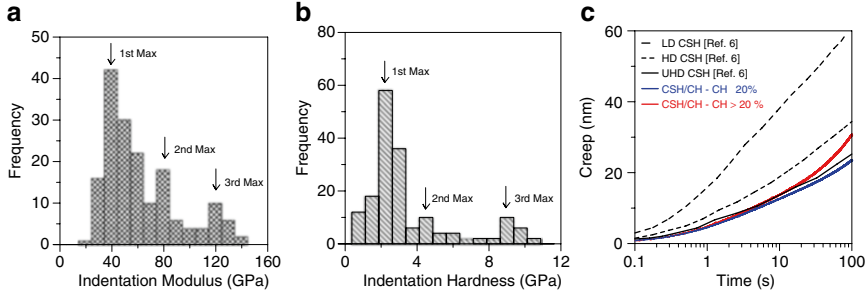 a
50
40
30
20
10
0
Frequency
1st Max
2nd Max
3rd Max
0
40
80
120
160
Indentation Modulus (GPa)
b
80
60
40
20
0
Frequency
1st Max
2nd Max
3rd Max
0
4
8
12
Indentation Hardness (GPa)
c
60
40
20
0
Creep (nm)
LD CSH [Ref. 6]
HD CSH [Ref. 6]
UHD CSH [Ref. 6]
CSH/CH - CH 20%
CSH/CH - CH > 20 %
0.1
1
10
100
Time (s)